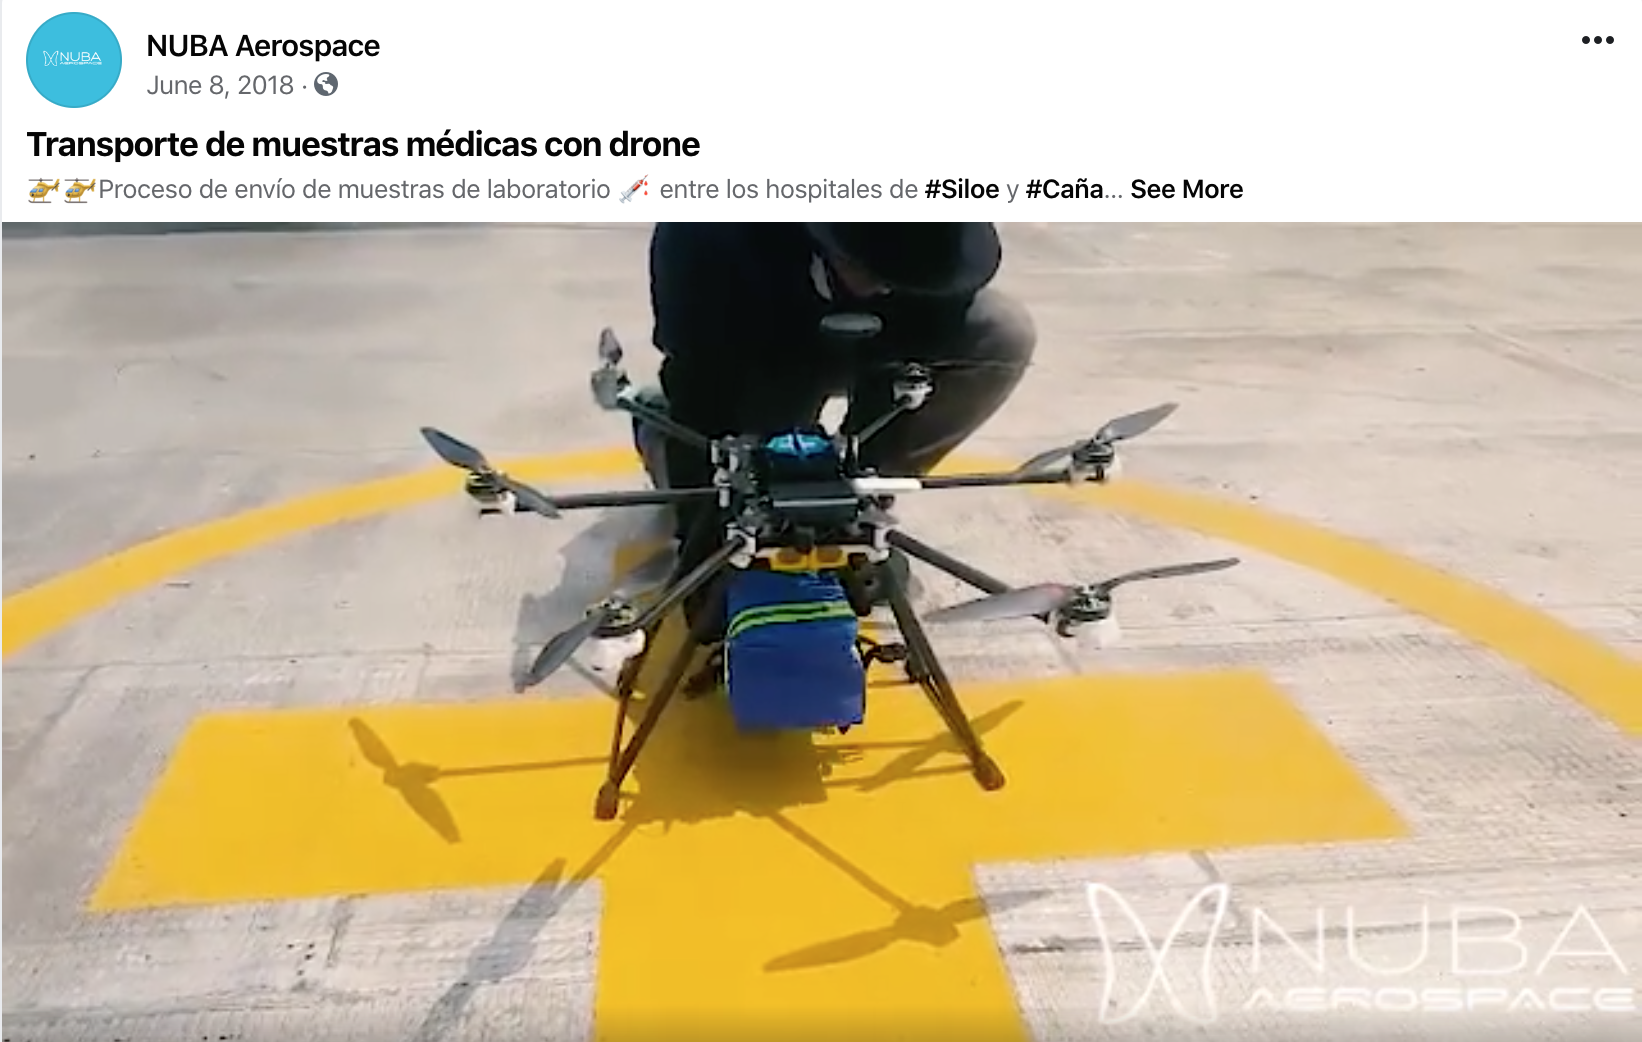 NUBA
AEROSPACE
NUBA Aerospace
June 8, 2018 ·
Transporte de muestras médicas con drone
🚁🚁Proceso de envío de muestras de laboratorio 💉 entre los hospitales de #Siloe y #Caña... See More
NUBA
AEROSPACE